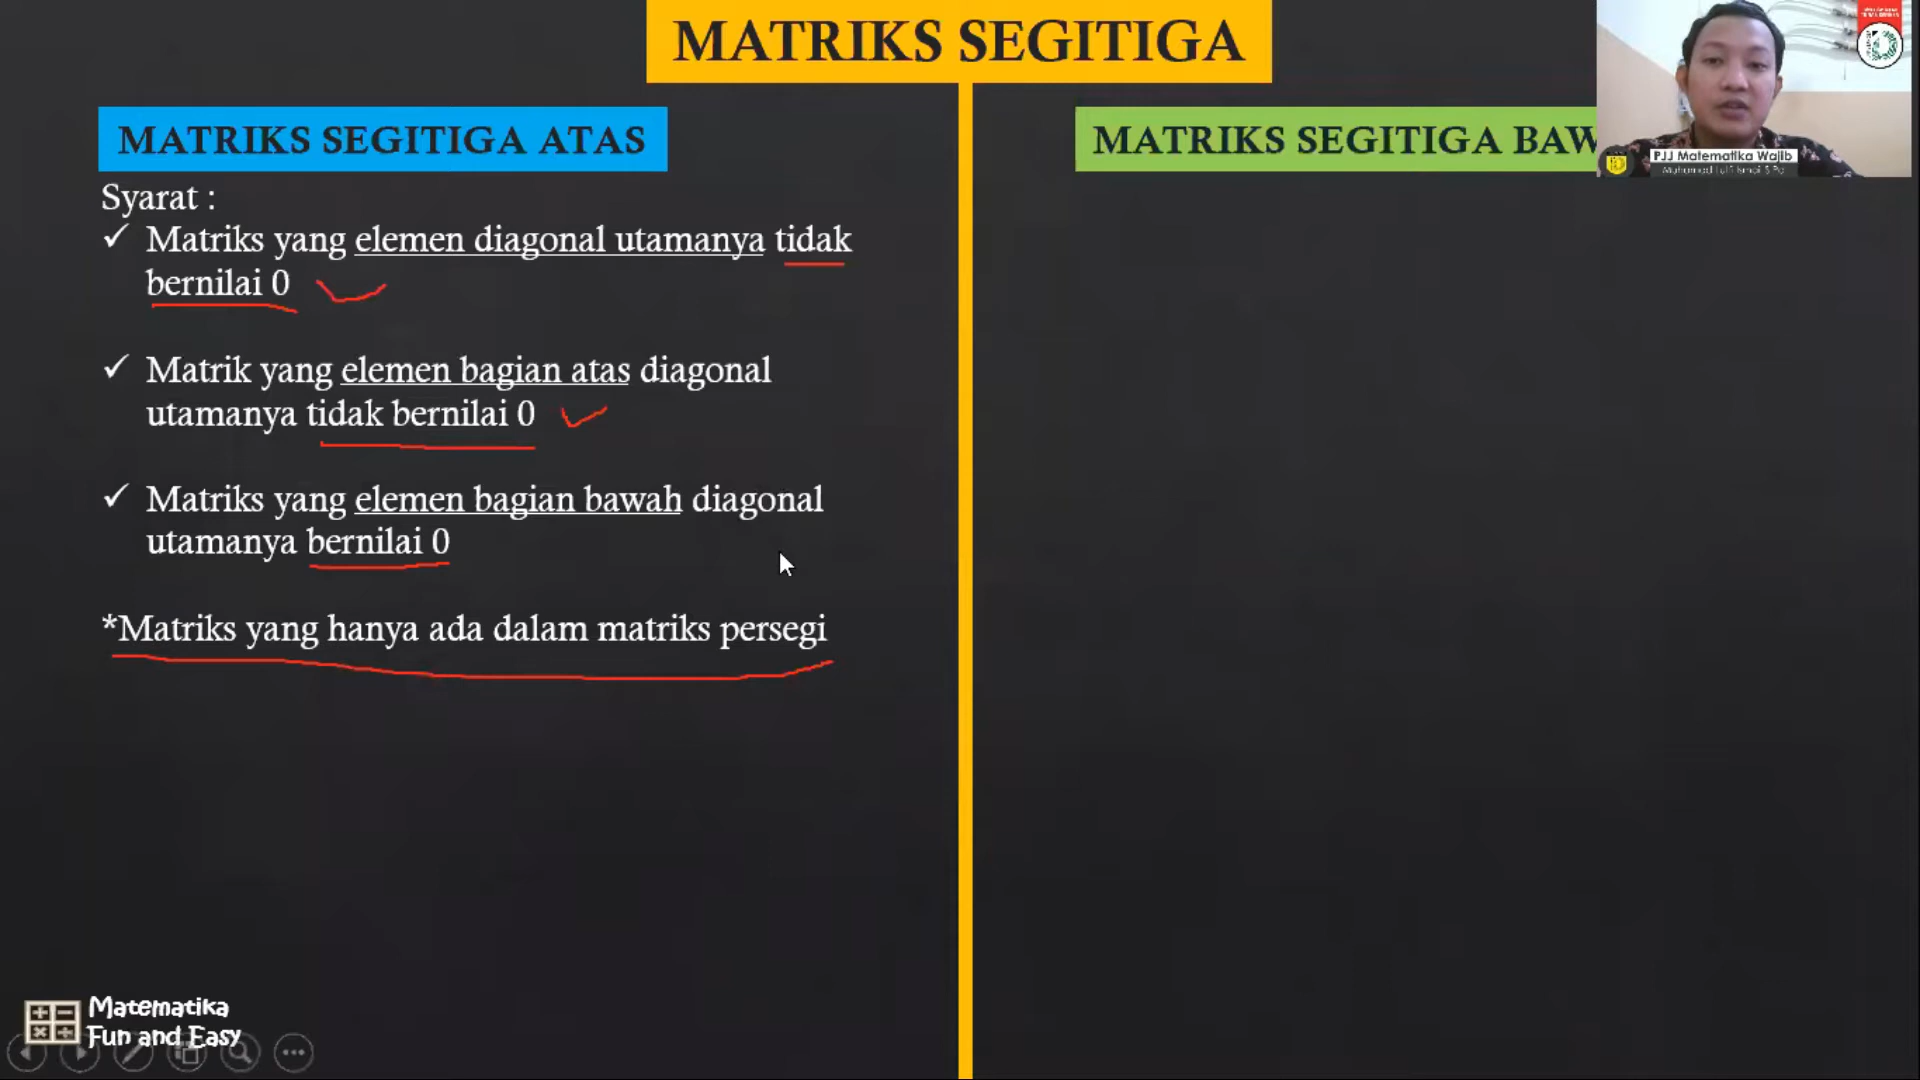 MATRIKS SEGITIGA
MATRIKS SEGITIGA ATAS
Syarat :
Matriks yang elemen diagonal utamanya tidak
bernilai 0
Matrik yang elemen bagian atas diagonal
utamanya tidak bernilai 0
Matriks yang elemen bagian bawah diagonal
utamanya bernilai 0
*Matriks yang hanya ada dalam matriks persegi
MATRIKS SEGITIGA BAW
PJJ Matematika Wajib
Matematika
Fun and Easy